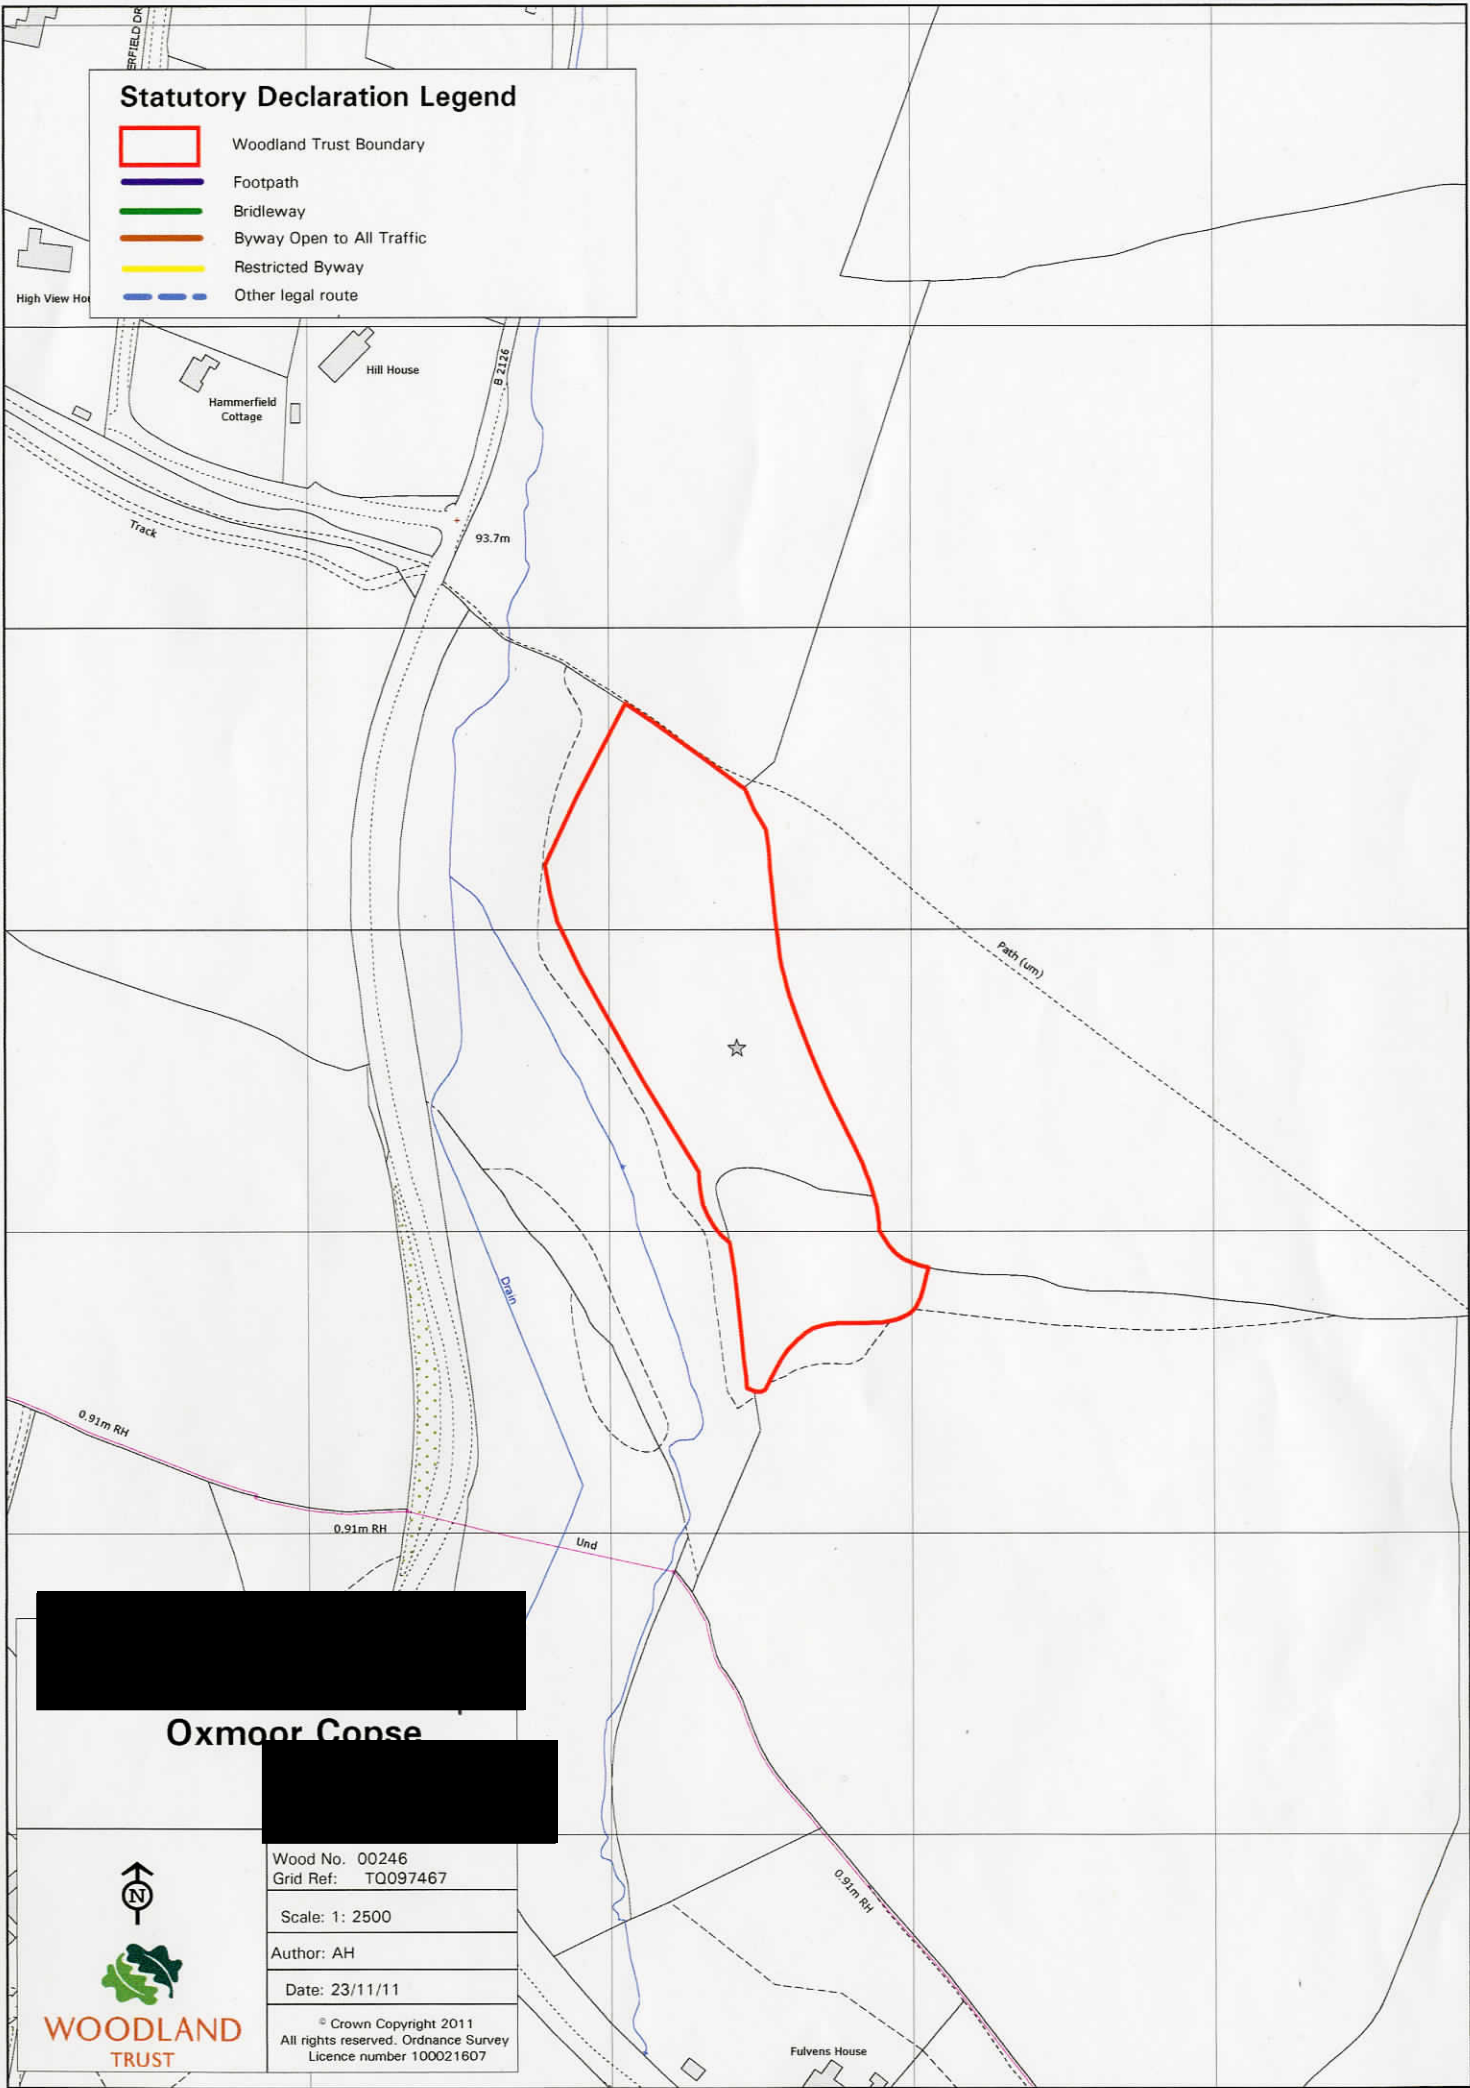 ERFIELD DR
Statutory Declaration Legend
Woodland Trust Boundary
Footpath
Bridleway
Byway Open to All Traffic
Restricted Byway
Other legal route
High View Hou
B 2126
Hill House
Hammerfield
Cottage
93.7m
Track
Path (um)
Drain
0.91m RH
0.91m RH
Und
Oxmoor Copse
0.91m RH
Wood No. 00246
Grid Ref: TQ097467
N
Scale: 1: 2500
Author: AH
Date: 23/11/11
WOODLAND
TRUST
© Crown Copyright 2011
All rights reserved. Ordnance Survey
Licence number 100021607
Fulvens House